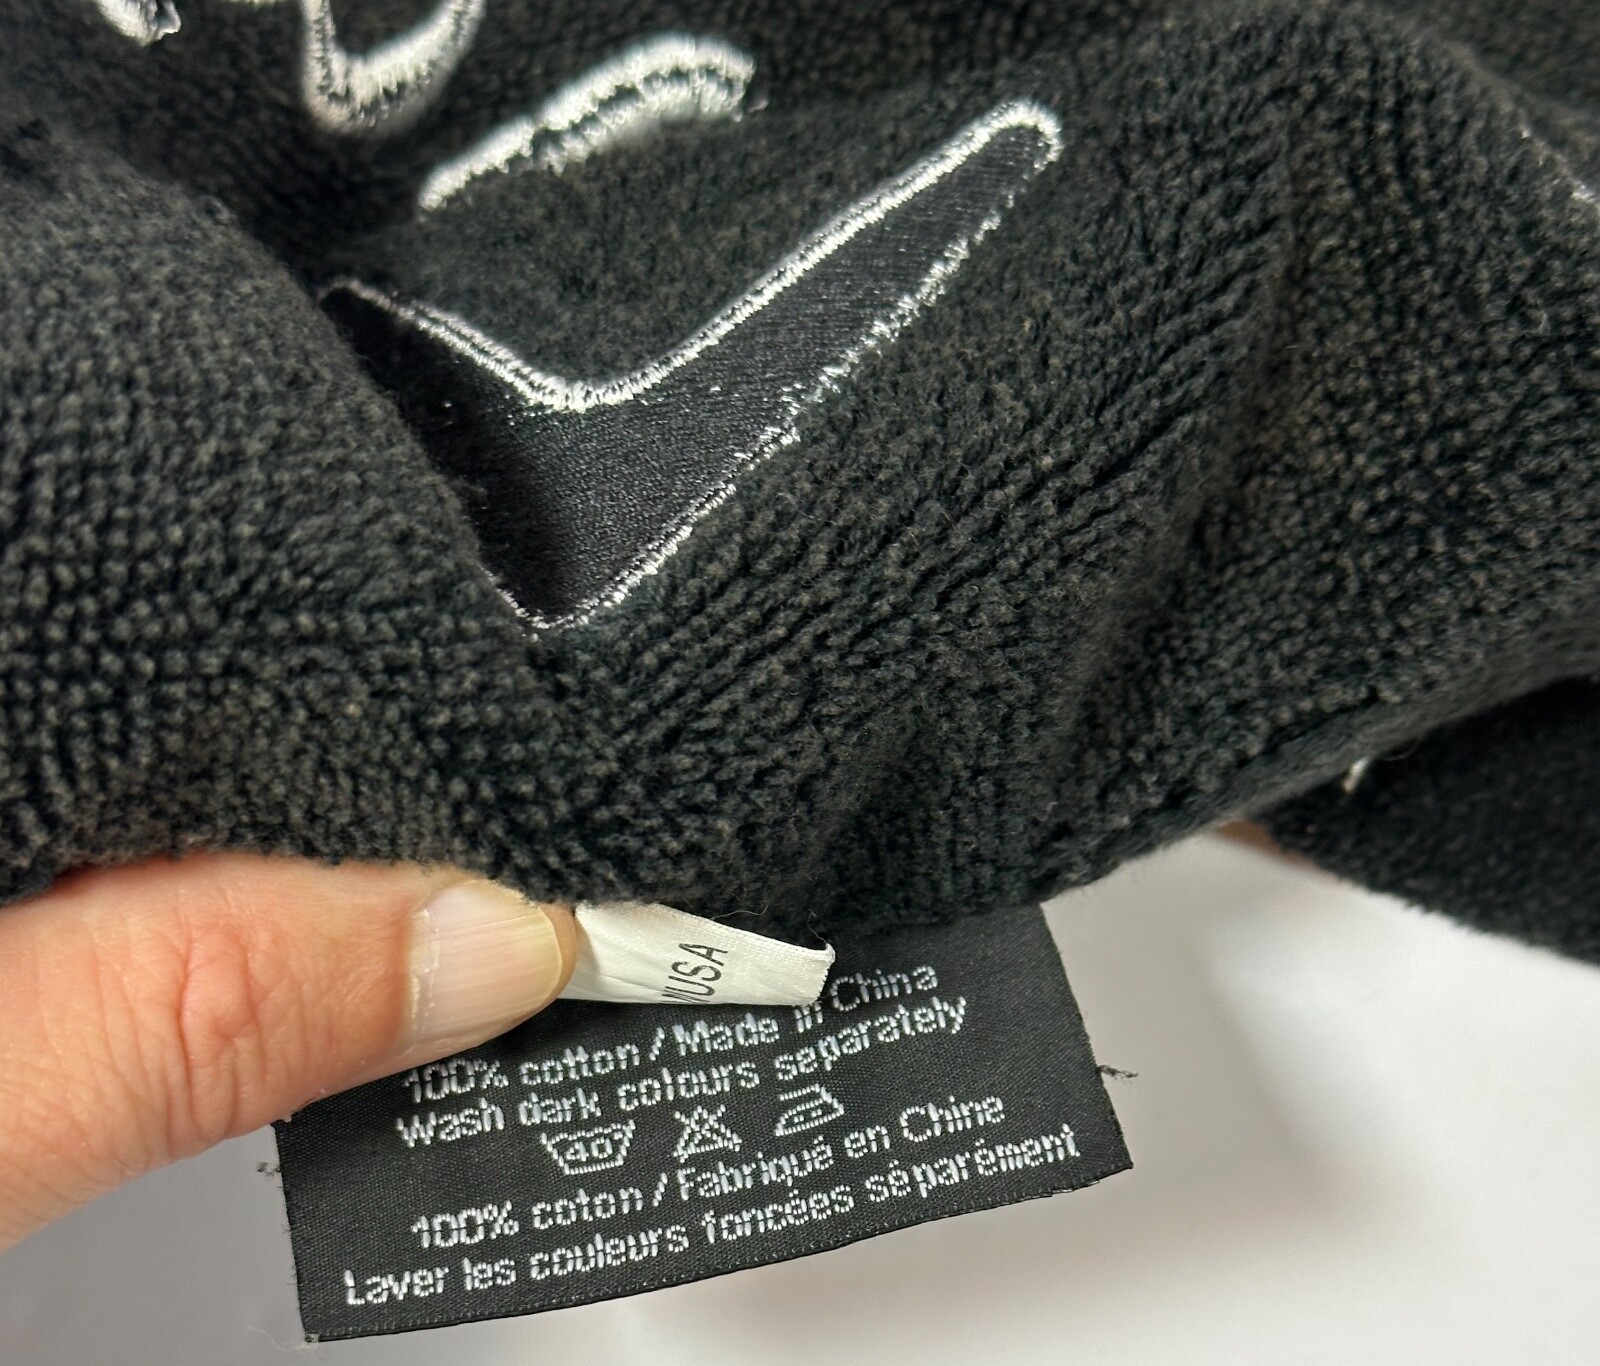 MUSA
100% cotton / Made in China
Wash dark colours separately
40
100% coton / Fabriqué en Chine
Laver les couleurs foncées séparément